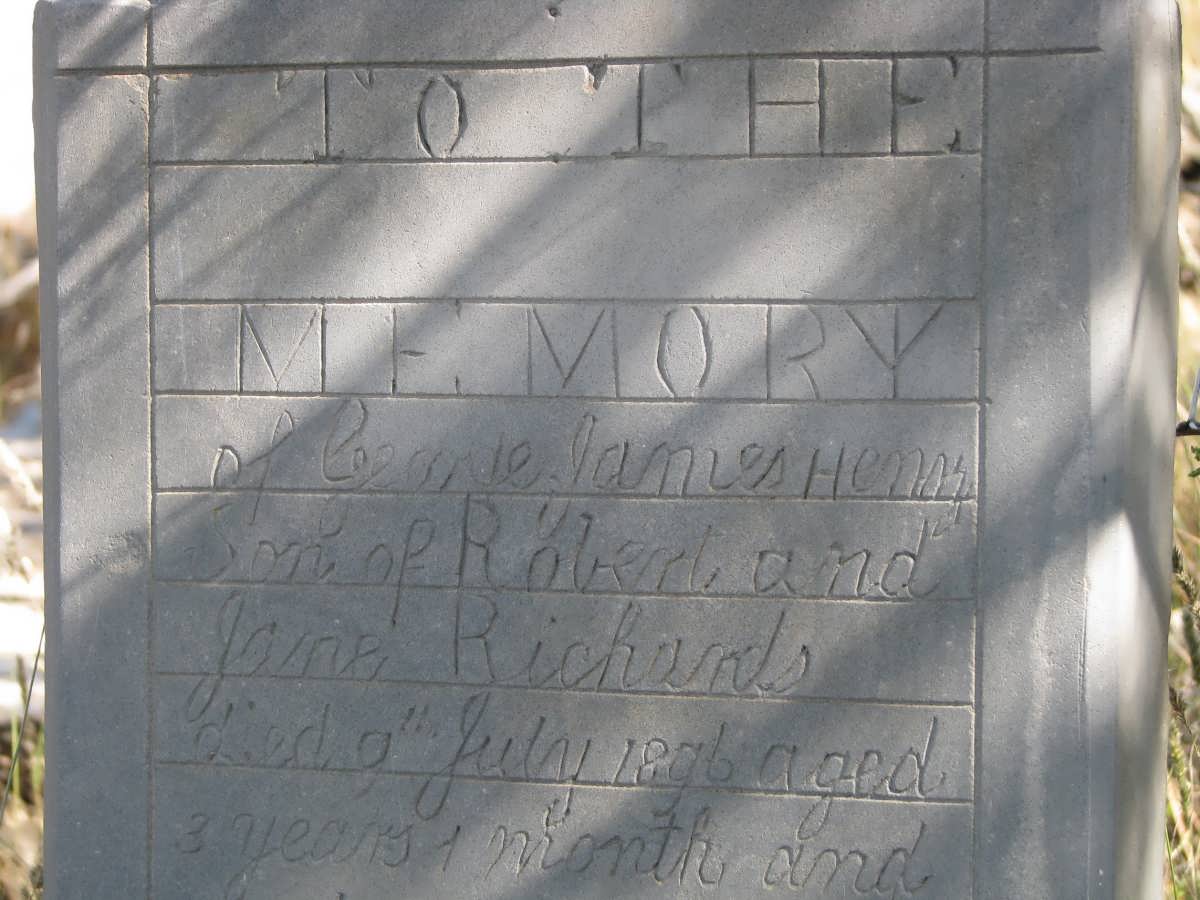 TO THE
MEMORY
of George James Henry
Son of Robert and
Jane Richards
died 9th July 1896 aged
3 years 1 month and